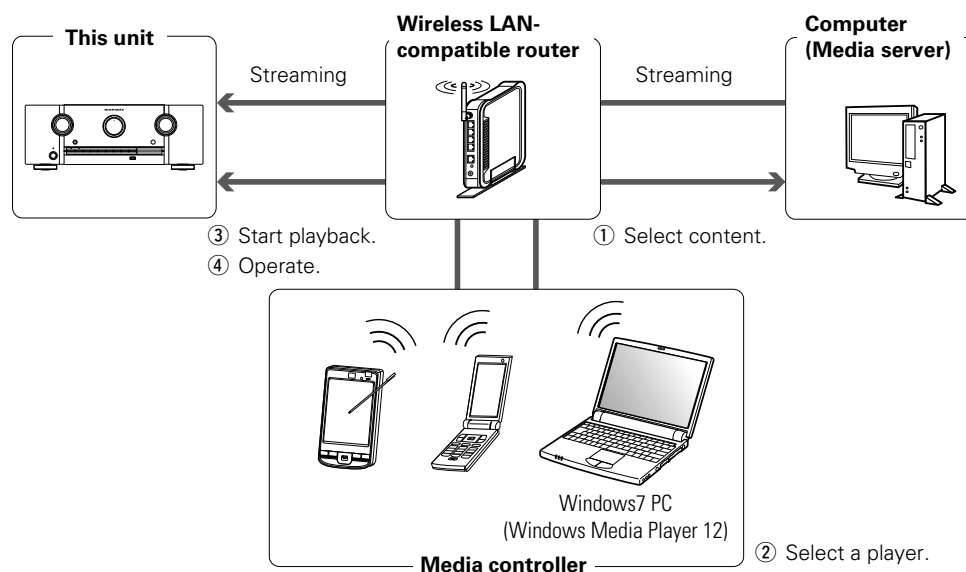 This unit
Wireless LAN-
compatible router
Computer
(Media server)
Streaming
Streaming
③ Start playback.
④ Operate.
① Select content.
Windows7 PC
(Windows Media Player 12)
② Select a player.
Media controller